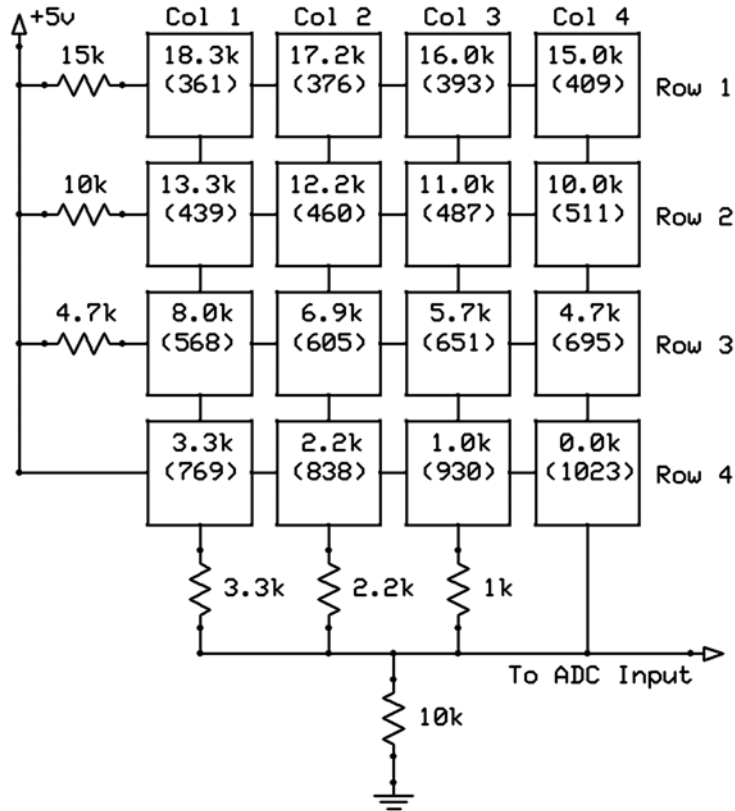 +5v Col 1 Col 2 Col 3 Col 4
15k 18.3k 17.2k 16.0k 15.0k
(361) (376) (393) (409) Row 1
10k 13.3k 12.2k 11.0k 10.0k
(439) (460) (487) (511) Row 2
4.7k 8.0k 6.9k 5.7k 4.7k
(568) (605) (651) (695) Row 3
3.3k 2.2k 1.0k 0.0k
(769) (838) (930) (1023) Row 4
3.3k 2.2k 1k
To ADC Input
10k